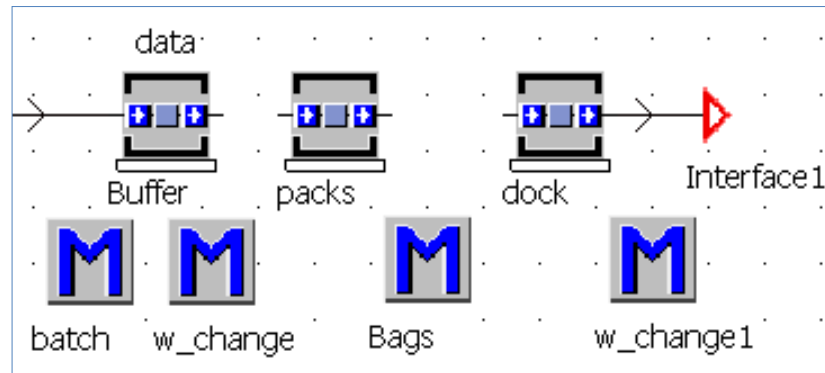 data
Buffer packs dock Interface1
M M M M
batch w_change Bags w_change1